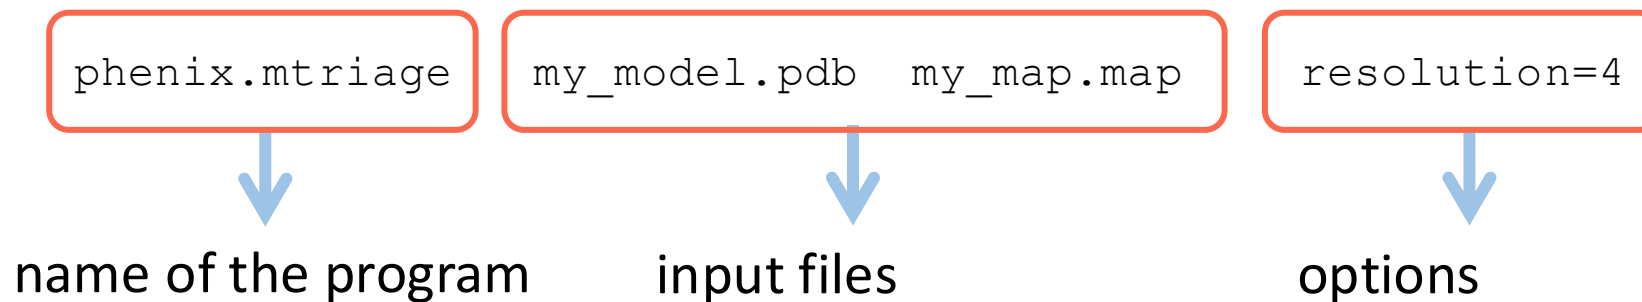 phenix.mtriage my_model.pdb my_map.map resolution=4
name of the program input files options